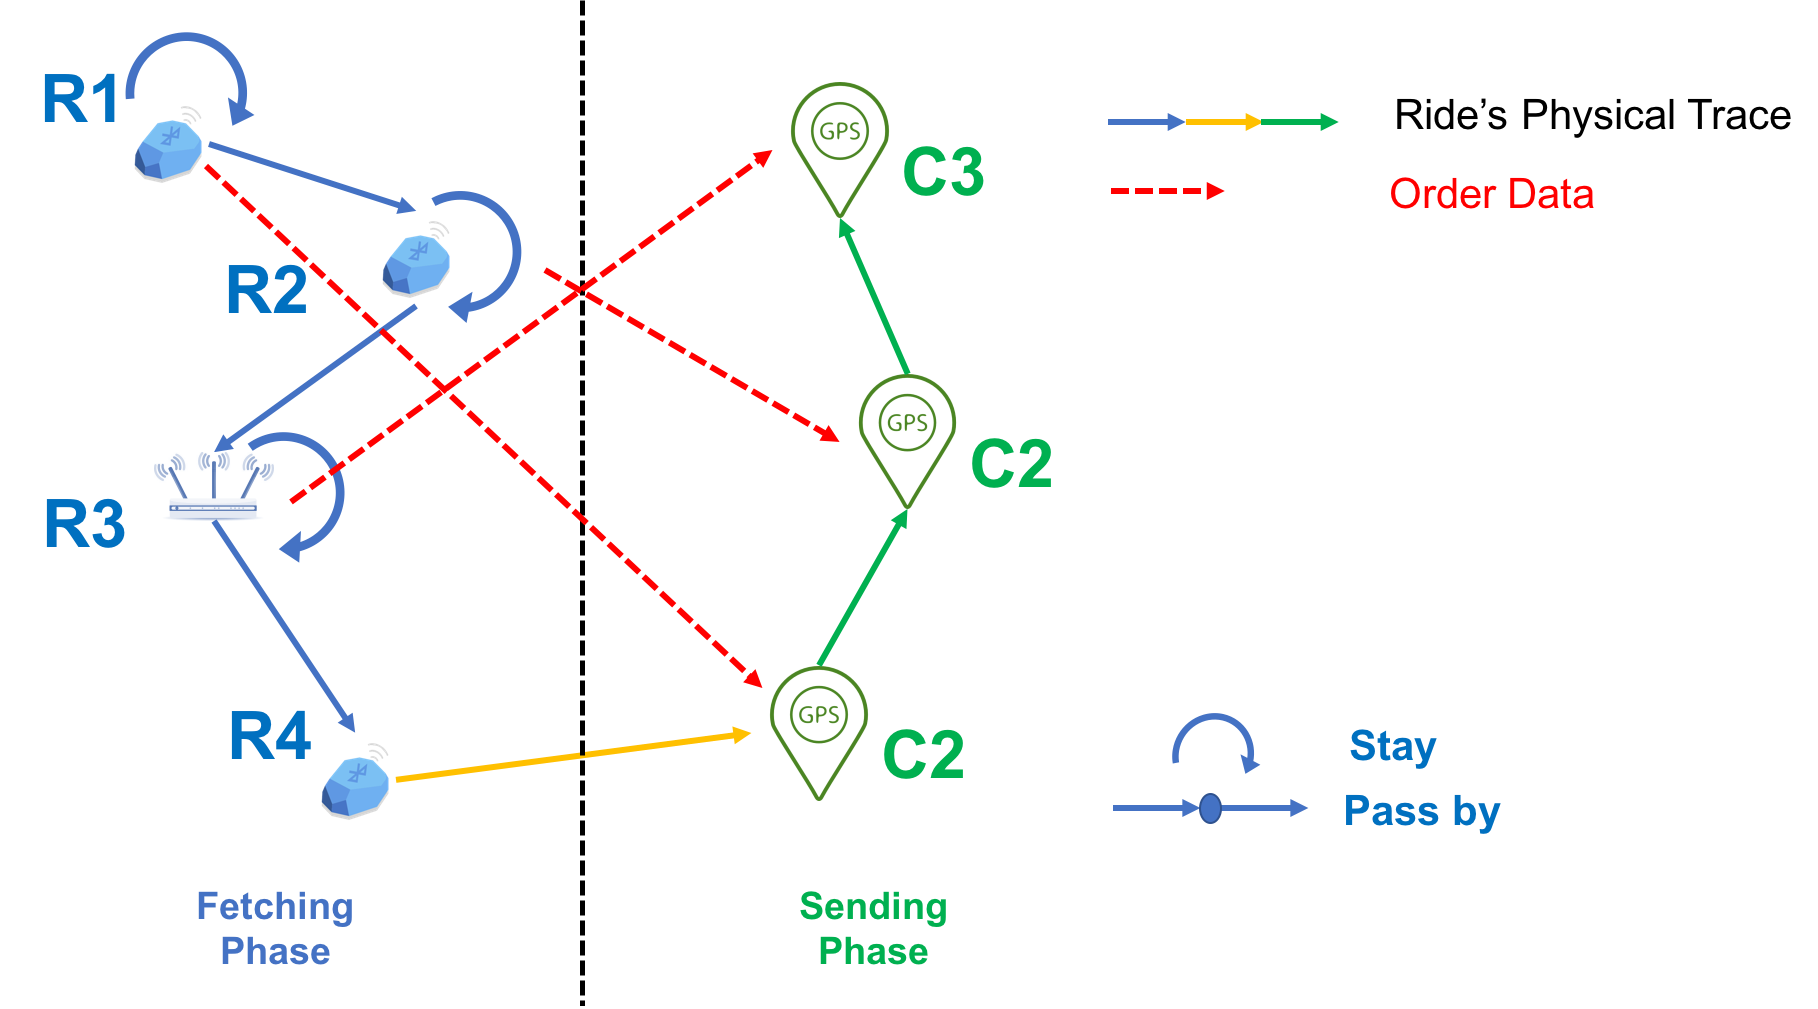 R1
GPS
C3
Ride’s Physical Trace
Order Data
R2
GPS
C2
R3
R4
GPS
C2
Stay
Pass by
Fetching
Phase
Sending
Phase